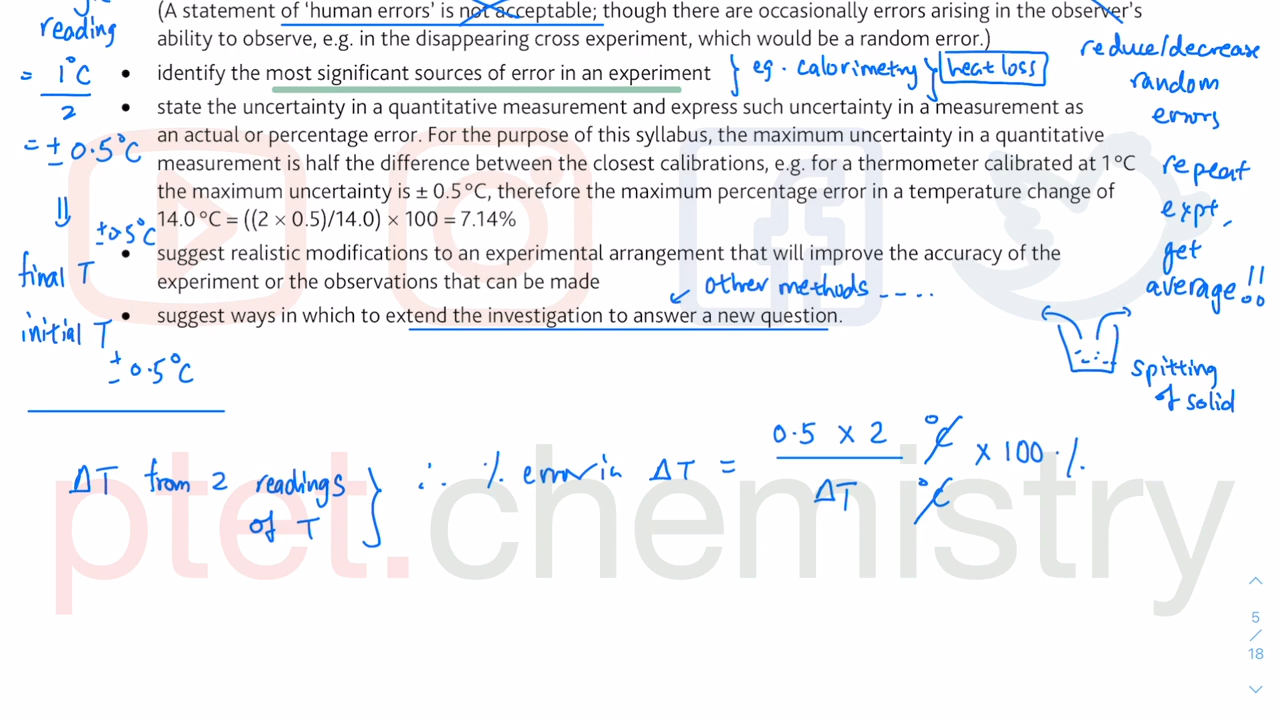 (A statement of ‘human errors’ is not acceptable; though there are occasionally errors arising in the observer’s
reading
ability to observe, e.g. in the disappearing cross experiment, which would be a random error.)
reduce/decrease
random
errors
= 1°C
2
• identify the most significant sources of error in an experiment } eg. calorimetry } heat loss
• state the uncertainty in a quantitative measurement and express such uncertainty in a measurement as
an actual or percentage error. For the purpose of this syllabus, the maximum uncertainty in a quantitative
= ± 0.5°C
measurement is half the difference between the closest calibrations, e.g. for a thermometer calibrated at 1 °C
the maximum uncertainty is ± 0.5 °C, therefore the maximum percentage error in a temperature change of
14.0 °C = ((2 × 0.5)/14.0) × 100 = 7.14%
repeat
expt,
get
average!!
±0.5°C
final T
• suggest realistic modifications to an experimental arrangement that will improve the accuracy of the
experiment or the observations that can be made
other methods ----
initial T
± 0.5°C
• suggest ways in which to extend the investigation to answer a new question.
spitting
of solid
ΔT from 2 readings
of T
∴ % error in ΔT = 0.5 × 2 °C × 100 %
ΔT °C
ptet.chemistry
5
/
18